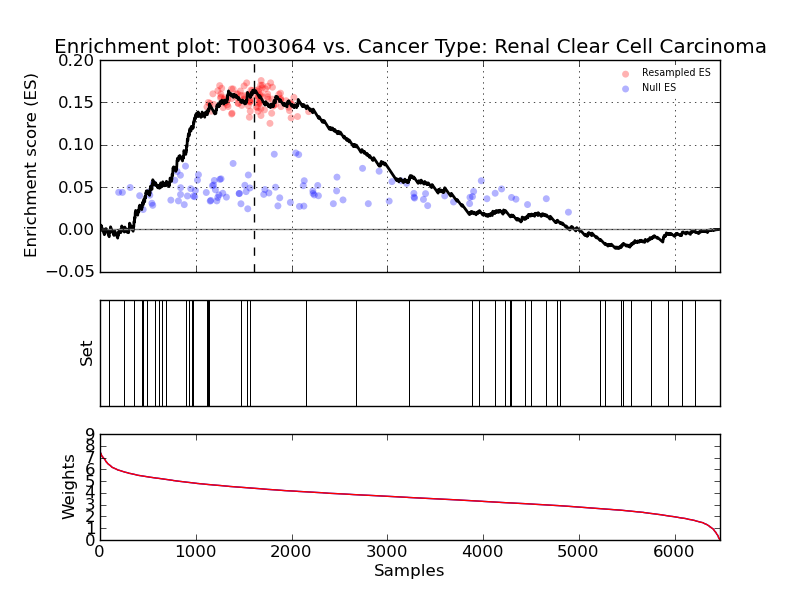 Enrichment plot: T003064 vs. Cancer Type: Renal Clear Cell Carcinoma
0.20
0.15
0.10
0.05
0.00
−0.05
Enrichment score (ES)
Resampled ES
Null ES
Set
9
8
7
6
5
4
3
2
1
0
Weights
0 1000 2000 3000 4000 5000 6000
Samples